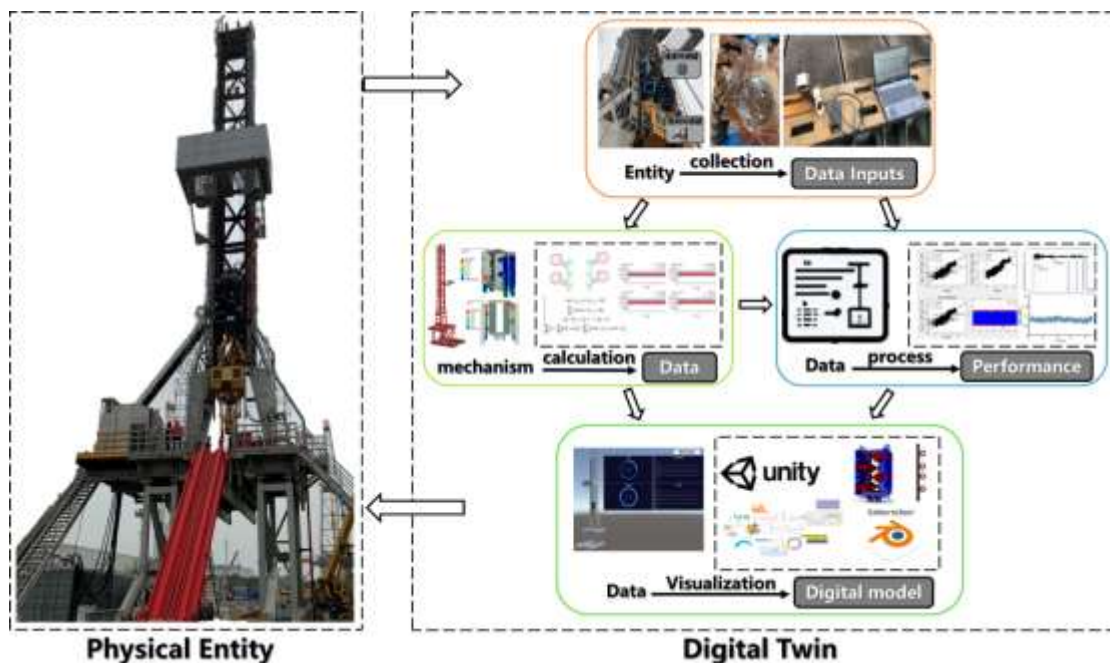 Entity collection Data Inputs
mechanism calculation Data
Data process Performance
unity
Data Visualization Digital model
Physical Entity
Digital Twin